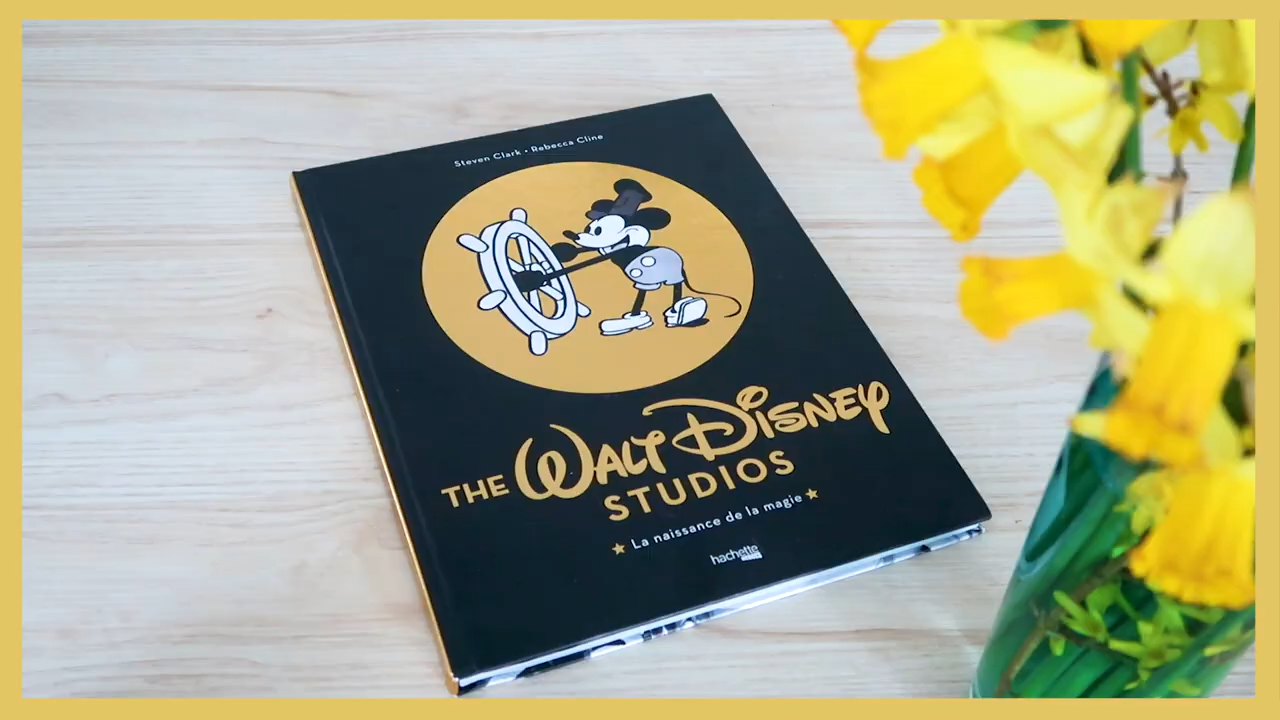 Steven Clark • Rebecca Cline
THE WALT DISNEY
STUDIOS
★ La naissance de la magie ★
hachette